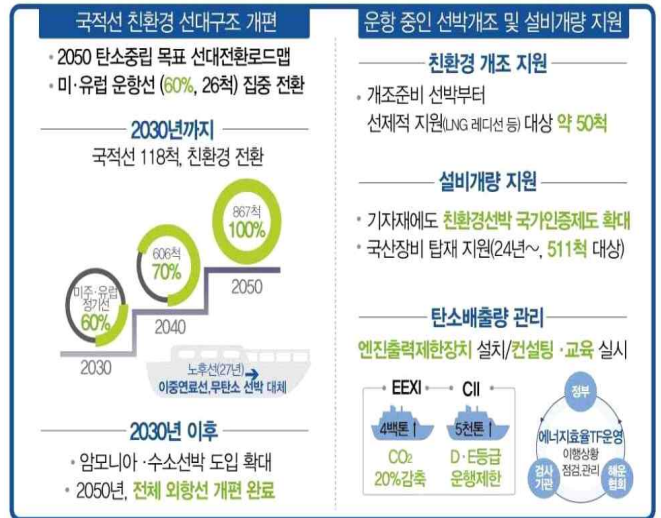 국적선 친환경 선대구조 개편
· 2050 탄소중립 목표 선대전환로드맵
· 미·유럽 운항선 (60%, 26척) 집중 전환
2030년까지
국적선 118척, 친환경 전환
867척
100%
606척
70%
미주·유럽
정기선
60%
2050
2040
2030
노후선(27년)
이중연료선,무탄소 선박 대체
2030년 이후
· 암모니아·수소선박 도입 확대
· 2050년, 전체 외항선 개편 완료
운항 중인 선박개조 및 설비개량 지원
친환경 개조 지원
· 개조준비 선박부터
선제적 지원(LNG 레디선 등) 대상 약 50척
설비개량 지원
· 기자재에도 친환경선박 국가인증제도 확대
· 국산장비 탑재 지원(24년~, 511척 대상)
탄소배출량 관리
엔진출력제한장치 설치/컨설팅·교육 실시
EEXI
CII
4백톤↑
5천톤↑
CO₂
20%감축
D·E등급
운행제한
정부
에너지효율TF운영
이행상황
점검,관리
검사
기관
해운
협회